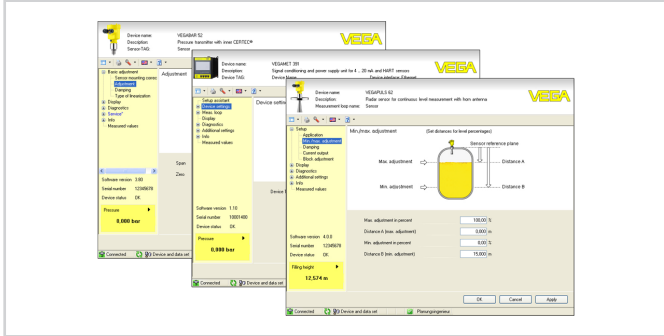 Device name: VEGABAR 52
Description: Pressure transmitter with inner CERTEC®
Sensor-TAG: Sensor
VEGA
Basic adjustment
Sensor mounting correc
Adjustment
Damping
Type of linearization
Display
Diagnostics
Service
Info
Measured values
Adjustment
Span
Zero
Software version 3.80
Serial number 12345678
Device status OK
Pressure
0,000 bar
Connected
Device and data set
Device name: VEGAMET 391
Description: Signal conditioning and power supply unit for 4 ... 20 mA and HART sensors
Device TAG:
VEGA
Setup assistant
Device settings
Meas. loop
Display
Diagnostics
Additional settings
Info
Measured values
Device settin
Software version 1.10
Serial number 10001480
Device status OK
Pressure
0,000 bar
Connected
Device and data set
Device name: VEGAPULS 62
Description: Radar sensor for continuous level measurement with horn antenna
Measurement loop name: Sensor
VEGA
Setup
Application
Min./max. adjustment
Damping
Current output
Block adjustment
Display
Diagnostics
Additional settings
Info
Measured values
Min./max. adjustment (Set distances for level percentages)
Sensor reference plane
Max. adjustment
Distance A
Min. adjustment
Distance B
Max. adjustment in percent 100,00 %
Distance A (max. adjustment) 0,000 m
Min. adjustment in percent 0,00 %
Distance B (min. adjustment) 15,000 m
Software version 4.0.0
Serial number 12345678
Device status OK
Filling height
12,574 m
OK Cancel Apply
Connected
Device and data set
Planungsingenieur